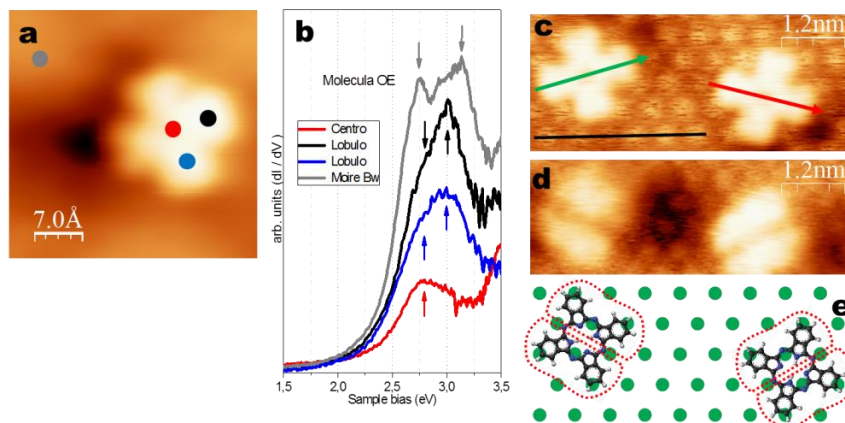 a
7.0Å
b
Molecula OE
Centro
Lobulo
Lobulo
Moire Bw
arb. units (dI / dV)
1,5 2,0 2,5 3,0 3,5
Sample bias (eV)
c
1.2nm
d
1.2nm
e